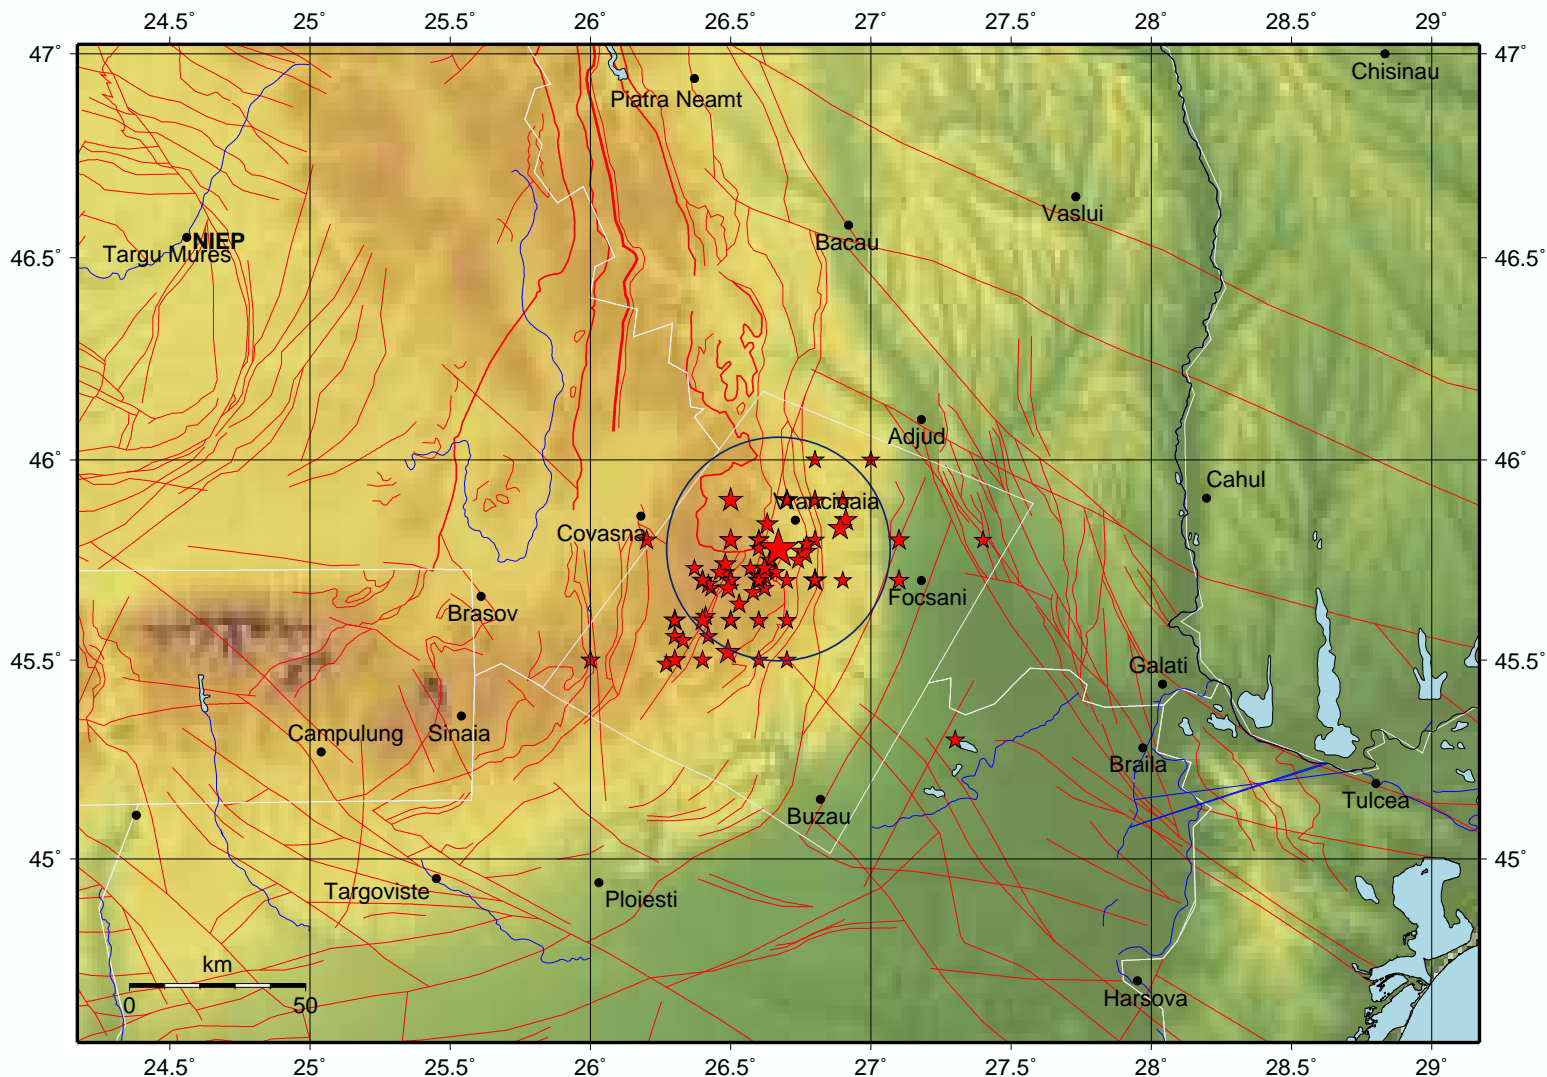 24.5˚ 25˚ 25.5˚ 26˚ 26.5˚ 27˚ 27.5˚ 28˚ 28.5˚ 29˚
47˚ 47˚
Chisinau
Piatra Neamt
Vaslui
Bacau
NIEP
Targu Mures
46.5˚ 46.5˚
Adjud
46˚ 46˚
Cahul
Vrancioaia
Covasna
Focsani
Brasov
45.5˚ 45.5˚
Galati
Campulung
Sinaia
Braila
Tulcea
Buzau
45˚ 45˚
Targoviste
Ploiesti
km
0 50
Harsova
24.5˚ 25˚ 25.5˚ 26˚ 26.5˚ 27˚ 27.5˚ 28˚ 28.5˚ 29˚